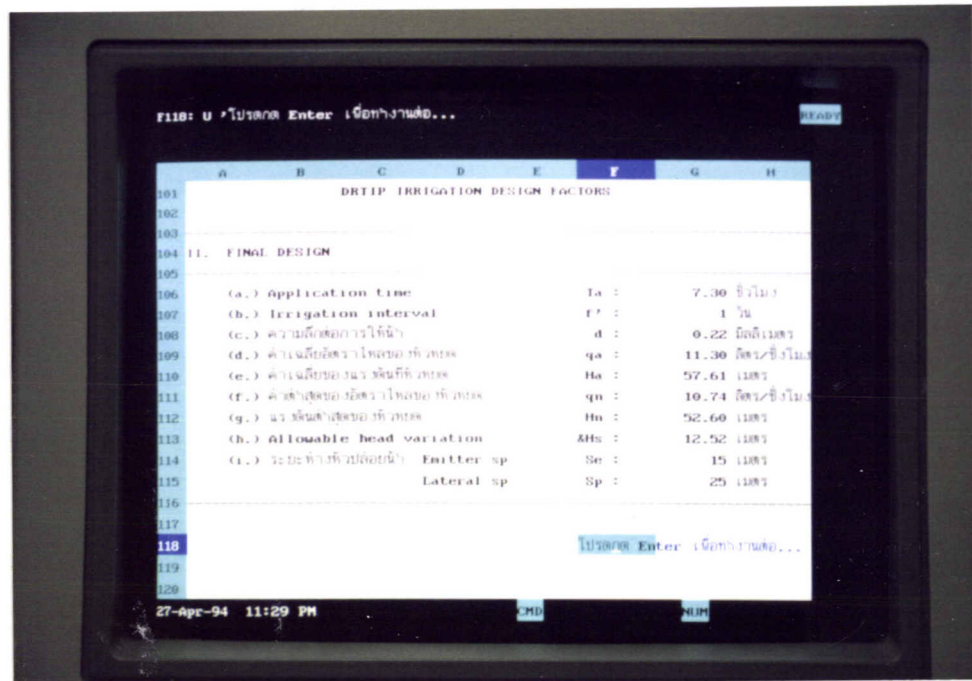 F118: U 'โปรดกด Enter เพื่อทำงานต่อ...
READY
A B C D E F G H
101 DRTIP IRRIGATION DESIGN FACTORS
102
103
104 II. FINAL DESIGN
105
106 (a.) Application time Ta : 7.30 ชั่วโมง
107 (b.) Irrigation interval f' : 1 วัน
108 (c.) ความลึกต่อการให้น้ำ d : 0.22 มิลลิเมตร
109 (d.) ค่าเฉลี่ยอัตราไหลของหัวหยด qa : 11.30 ลิตร/ชั่วโมง
110 (e.) ค่าเฉลี่ยของแรงดันที่หัวหยด Ha : 57.61 เมตร
111 (f.) ค่าต่ำสุดของอัตราไหลของหัวหยด qn : 10.74 ลิตร/ชั่วโมง
112 (g.) แรงดันต่ำสุดของหัวหยด Hn : 52.60 เมตร
113 (h.) Allowable head variation &Hs : 12.52 เมตร
114 (i.) ระยะห่างหัวปล่อยน้ำ Emitter sp Se : 15 เมตร
115 Lateral sp Sp : 25 เมตร
116
117
118 โปรดกด Enter เพื่อทำงานต่อ...
119
120
27-Apr-94 11:29 PM CMD NUM